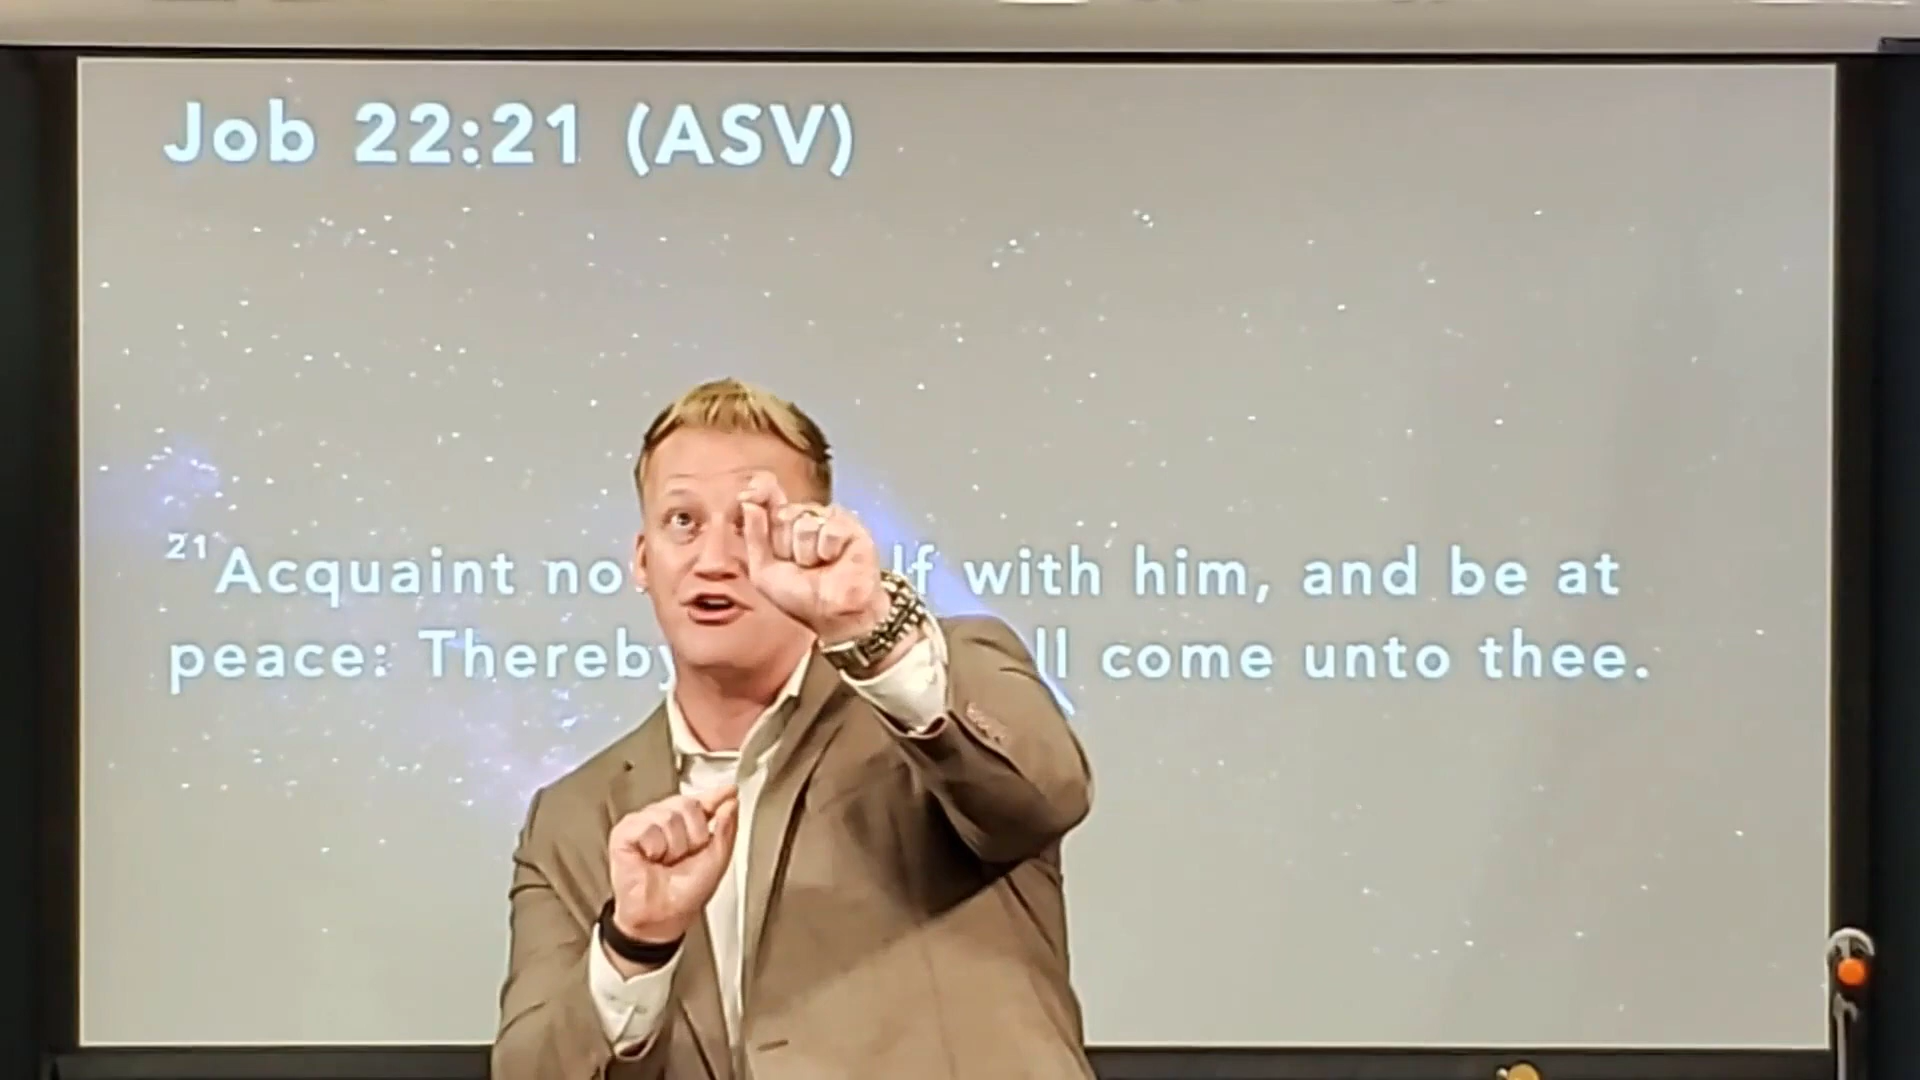 Job 22:21 (ASV)
21 Acquaint no lf with him, and be at
peace: Thereby ll come unto thee.